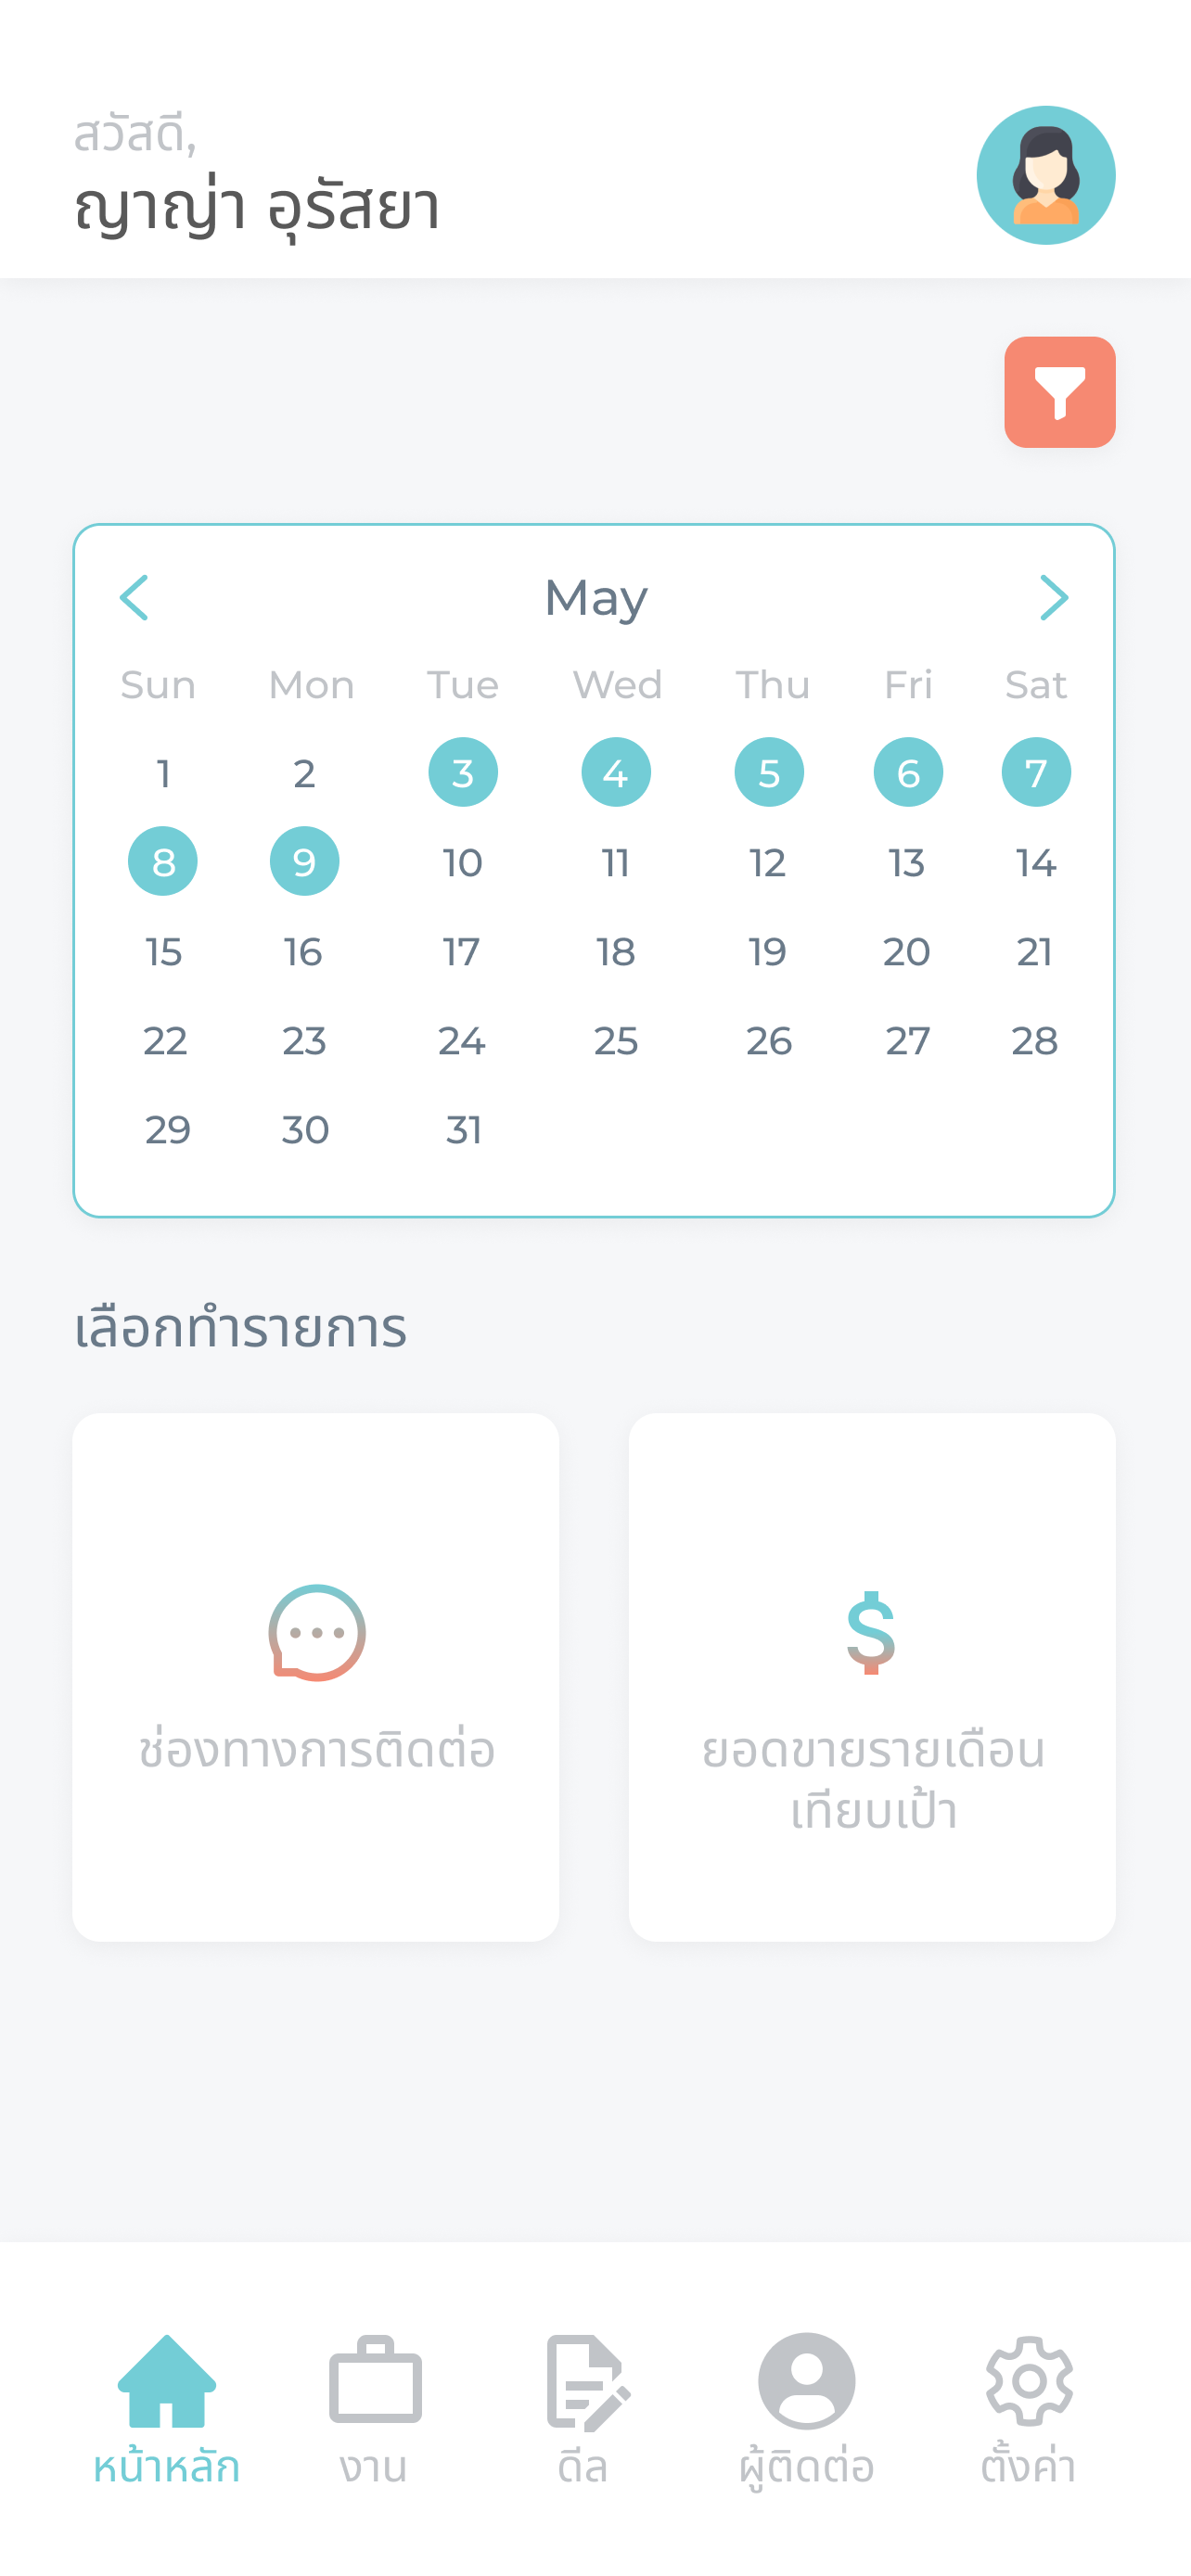 สวัสดี,
ญาญ่า อุรัสยา
May
Sun Mon Tue Wed Thu Fri Sat
1 2 3 4 5 6 7
8 9 10 11 12 13 14
15 16 17 18 19 20 21
22 23 24 25 26 27 28
29 30 31
เลือกทำรายการ
ช่องทางการติดต่อ
ยอดขายรายเดือน
เทียบเป้า
หน้าหลัก งาน ดีล ผู้ติดต่อ ตั้งค่า